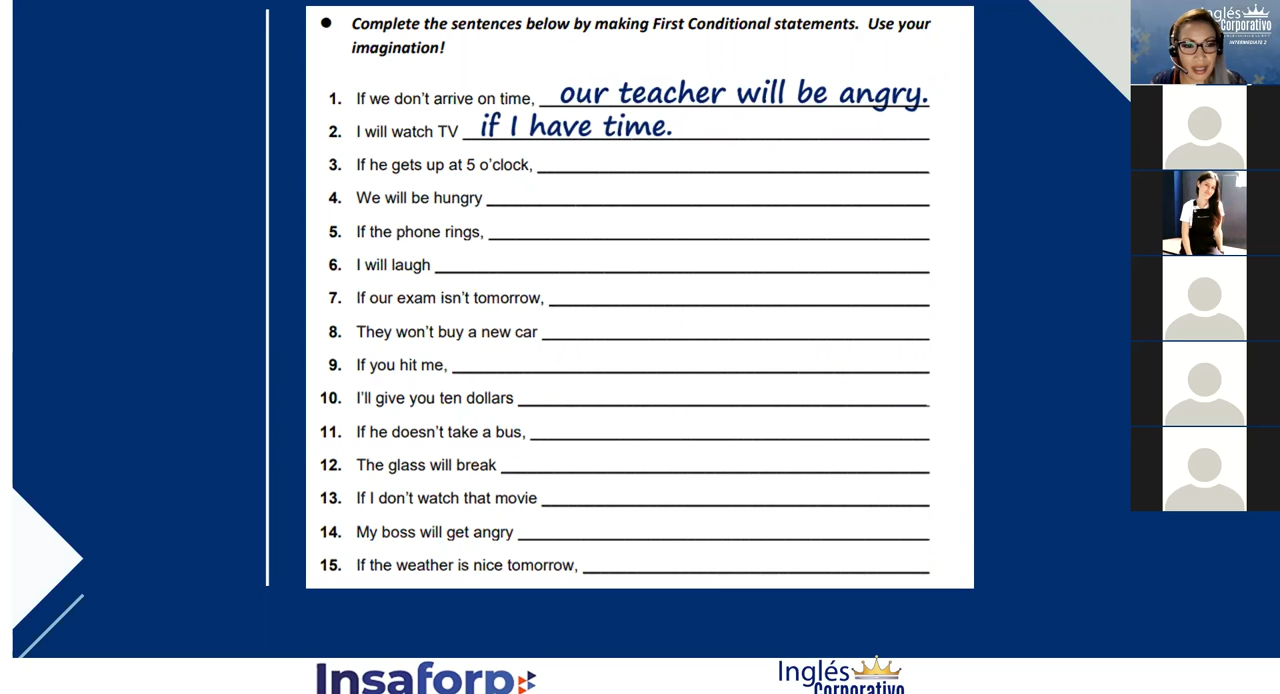 ● Complete the sentences below by making First Conditional statements. Use your
imagination!
1. If we don't arrive on time, our teacher will be angry.
2. I will watch TV if I have time.
3. If he gets up at 5 o'clock,
4. We will be hungry
5. If the phone rings,
6. I will laugh
7. If our exam isn't tomorrow,
8. They won't buy a new car
9. If you hit me,
10. I'll give you ten dollars
11. If he doesn't take a bus,
12. The glass will break
13. If I don't watch that movie
14. My boss will get angry
15. If the weather is nice tomorrow,
Inglés
Corporativo
INTERMEDIATE 2
Insaforp
Inglés
Corporativo